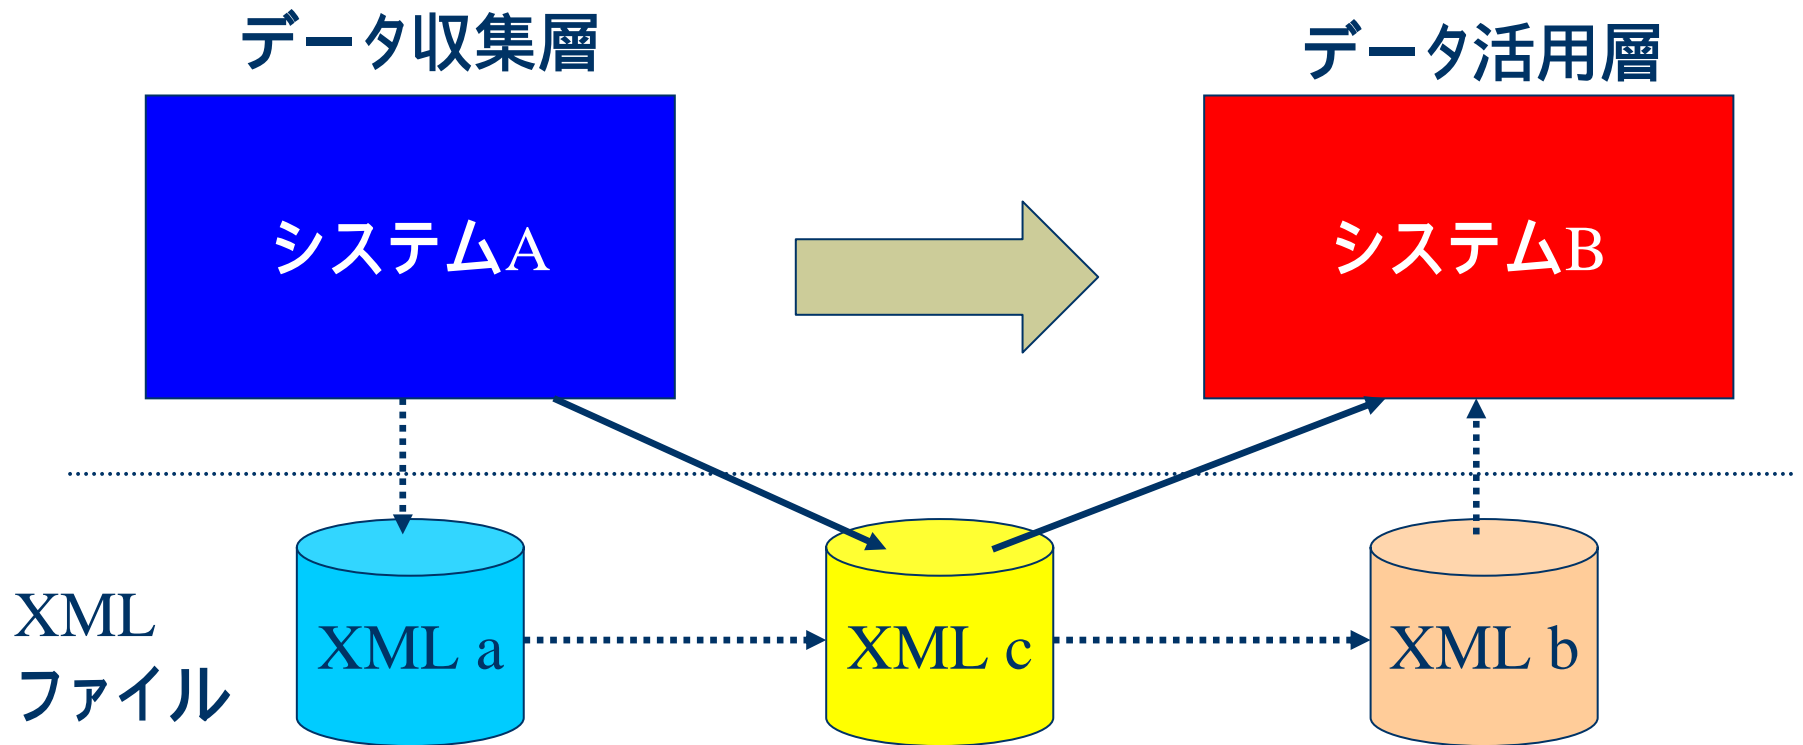 データ収集層
データ活用層
システムA
システムB
XML
ファイル
XML a
XML c
XML b